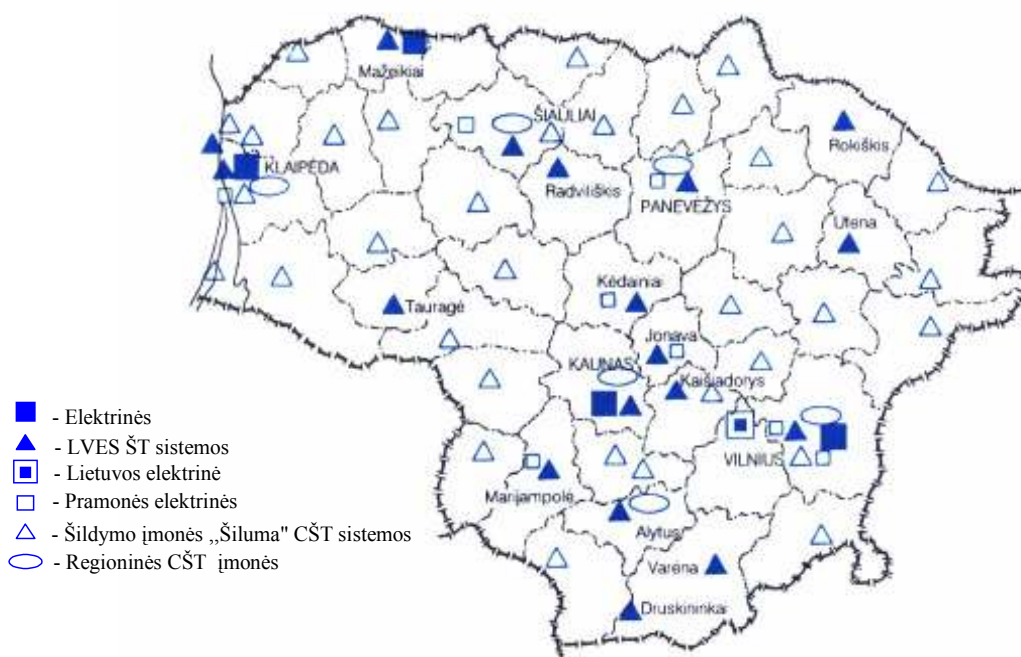 Mažeikiai
ŠIAULIAI
Rokiškis
KLAIPĖDA
Radviliškis
PANEVĖŽYS
Utena
Kėdainiai
Tauragė
Jonava
KAUNAS
Kaišiadorys
- Elektrinės
- LVES ŠT sistemos
VILNIUS
- Lietuvos elektrinė
Marijampolė
- Pramonės elektrinės
- Šildymo įmonės ,,Šiluma" CŠT sistemos
Alytus
- Regioninės CŠT įmonės
Varėna
Druskininkai